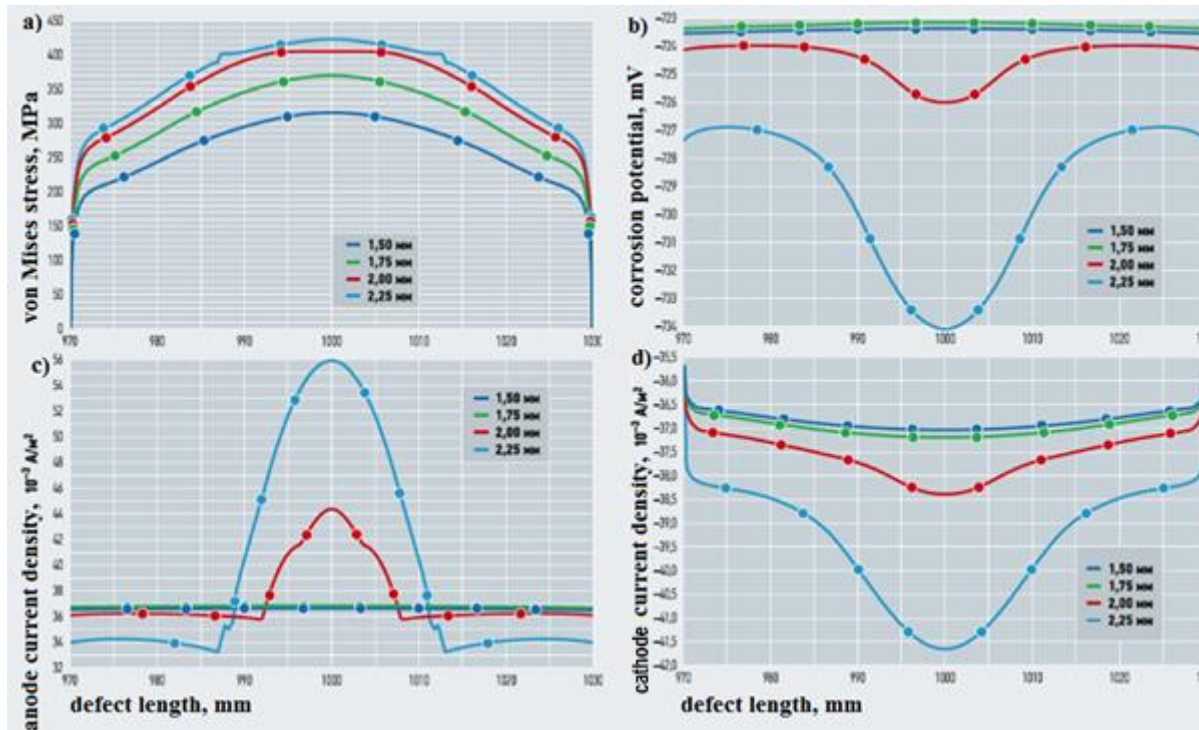 a)
von Mises stress, MPa
450
400
350
300
250
200
150
100
50
0
1,50 мм
1,75 мм
2,00 мм
2,25 мм
970 980 990 1000 1010 1020 1030
b)
corrosion potential, mV
–723
–724
–725
–726
–727
–728
–729
–730
–731
–732
–733
–734
1,50 мм
1,75 мм
2,00 мм
2,25 мм
970 980 990 1000 1010 1020
c)
anode current density, 10⁻³ А/м²
56
54
52
50
48
46
44
42
40
38
36
34
32
1,50 мм
1,75 мм
2,00 мм
2,25 мм
970 980 990 1000 1010 1020 1030
defect length, mm
d)
cathode current density, 10⁻³ А/м²
–35,5
–36,0
–36,5
–37,0
–37,5
–38,0
–38,5
–39,0
–39,5
–40,0
–40,5
–41,0
–41,5
–42,0
1,50 мм
1,75 мм
2,00 мм
2,25 мм
970 980 990 1000 1010 1020
defect length, mm